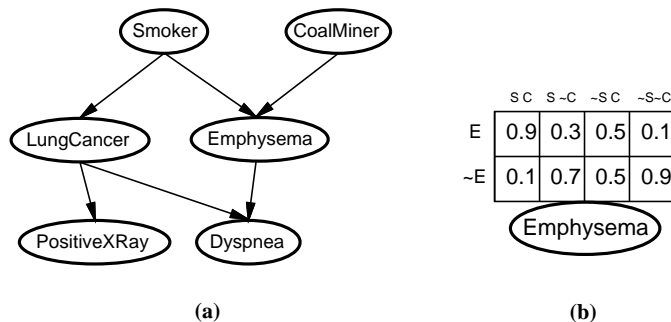 Smoker CoalMiner
LungCancer Emphysema
PositiveXRay Dyspnea
(a)
S C S ~C ~S C ~S~C
E 0.9 0.3 0.5 0.1
~E 0.1 0.7 0.5 0.9
Emphysema
(b)